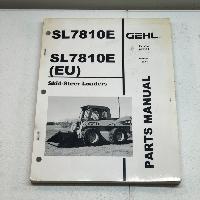 SL7810E
GEHL
SL7810E
(EU)
Skid-Steer Loaders
PARTS MANUAL